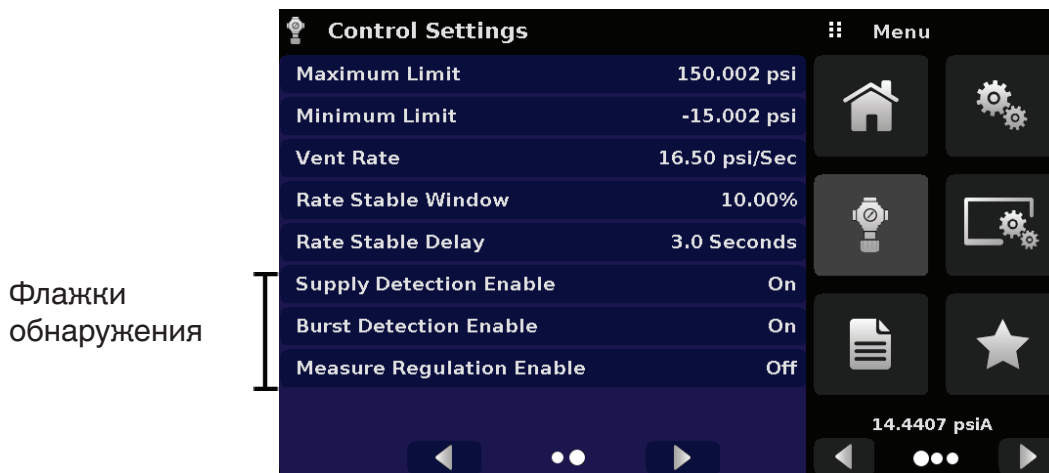 Control Settings
Maximum Limit 150.002 psi
Minimum Limit -15.002 psi
Vent Rate 16.50 psi/Sec
Rate Stable Window 10.00%
Rate Stable Delay 3.0 Seconds
Supply Detection Enable On
Burst Detection Enable On
Measure Regulation Enable Off
Флажки
обнаружения
Menu
14.4407 psiA